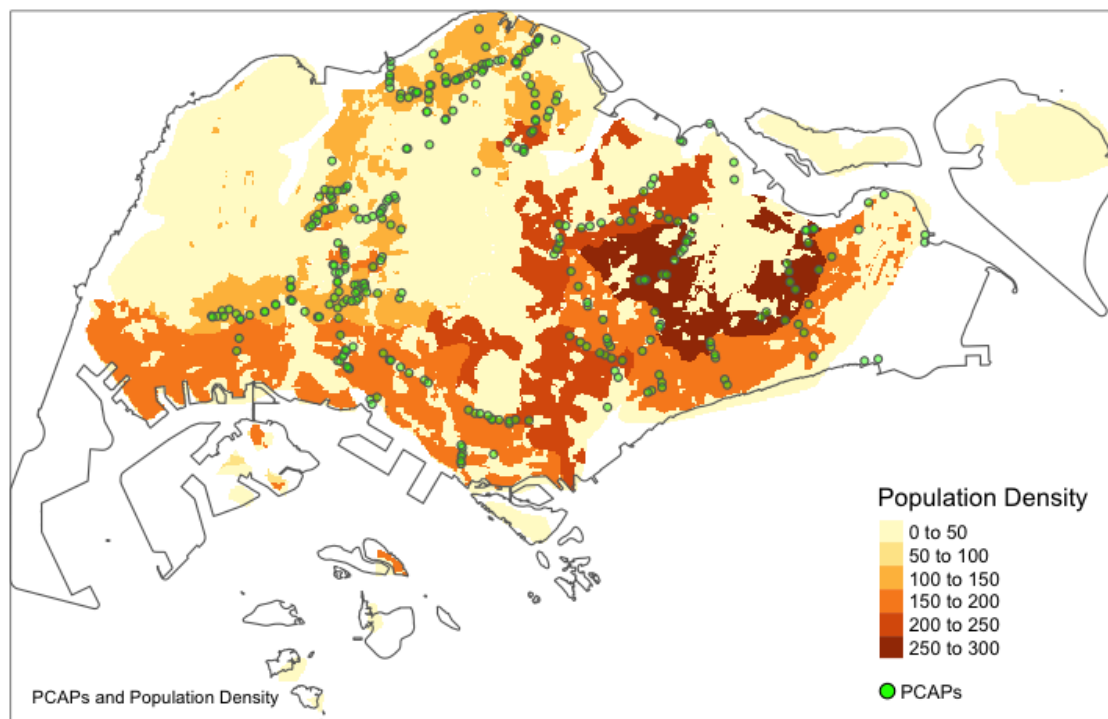 Population Density
0 to 50
50 to 100
100 to 150
150 to 200
200 to 250
250 to 300
PCAPs
PCAPs and Population Density